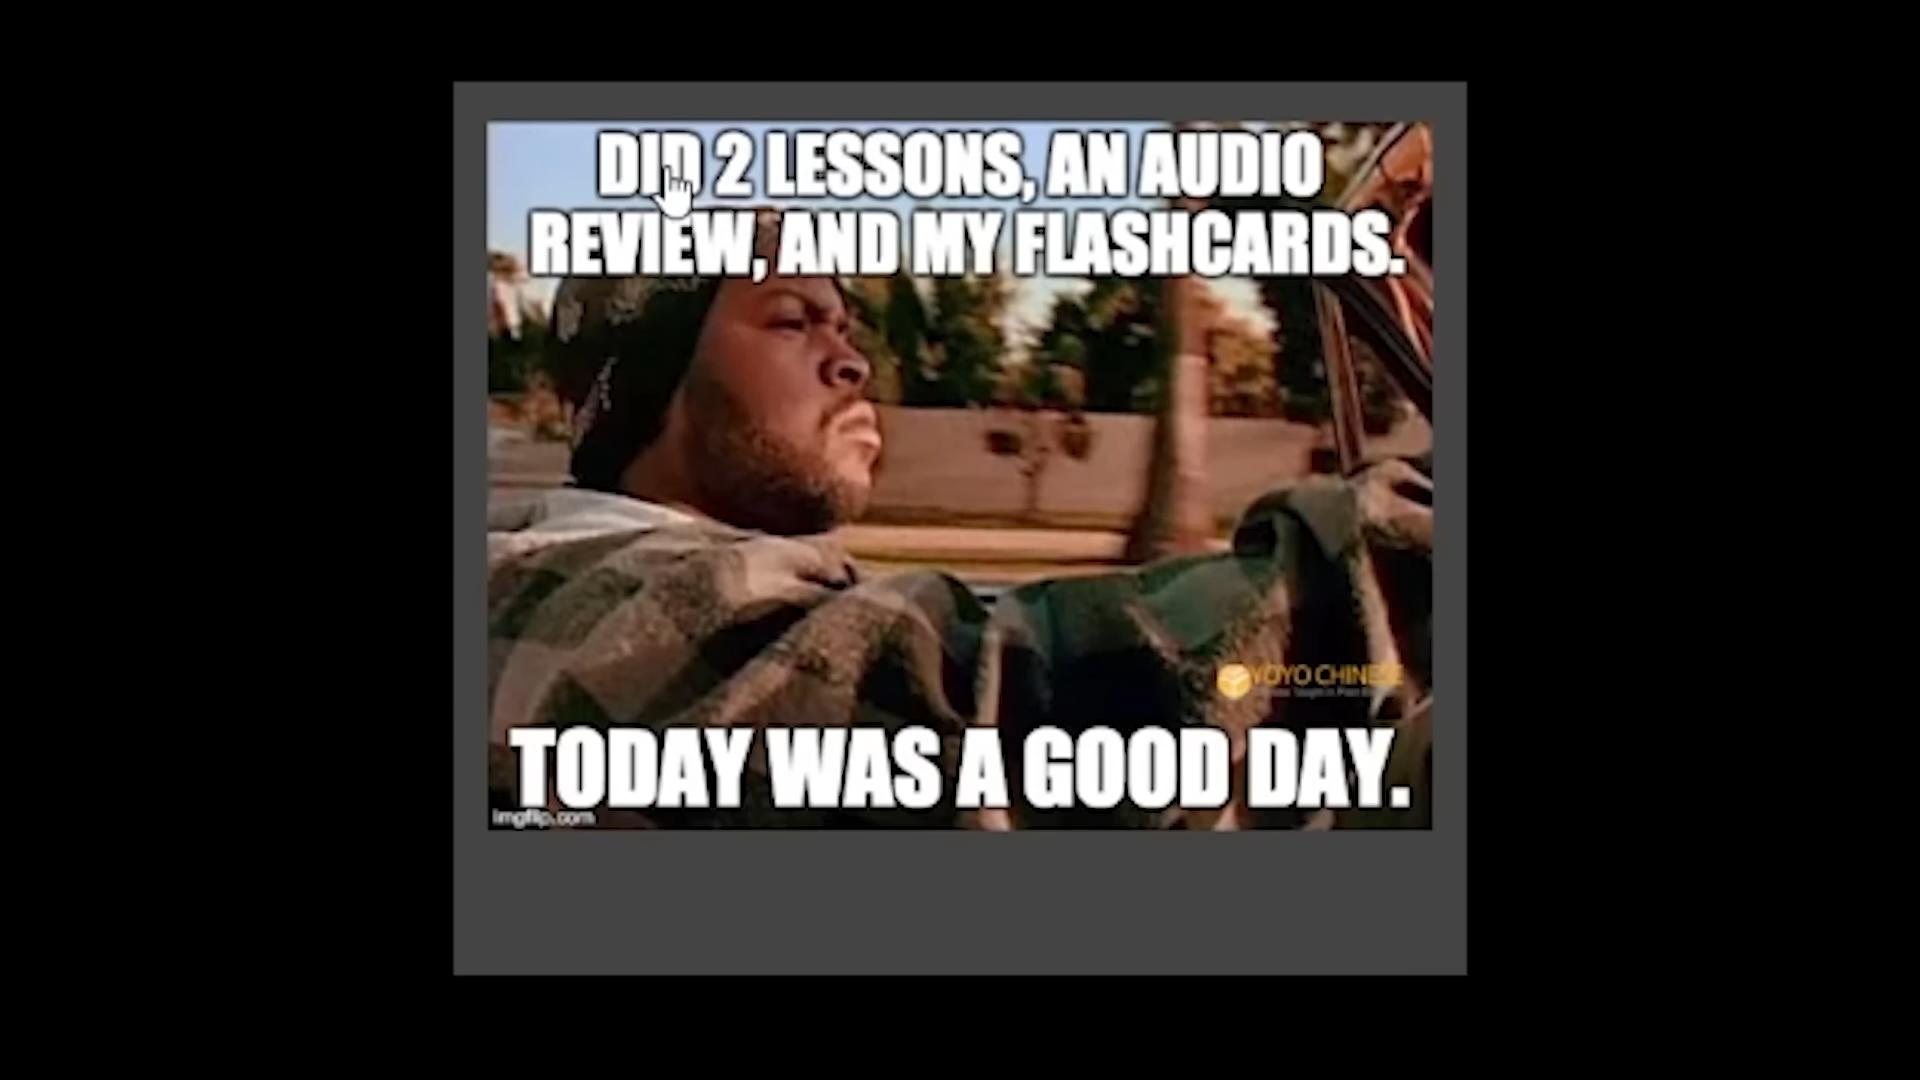 DID 2 LESSONS, AN AUDIO
REVIEW, AND MY FLASHCARDS.
YOYO CHINESE
TODAY WAS A GOOD DAY.
imgflip.com